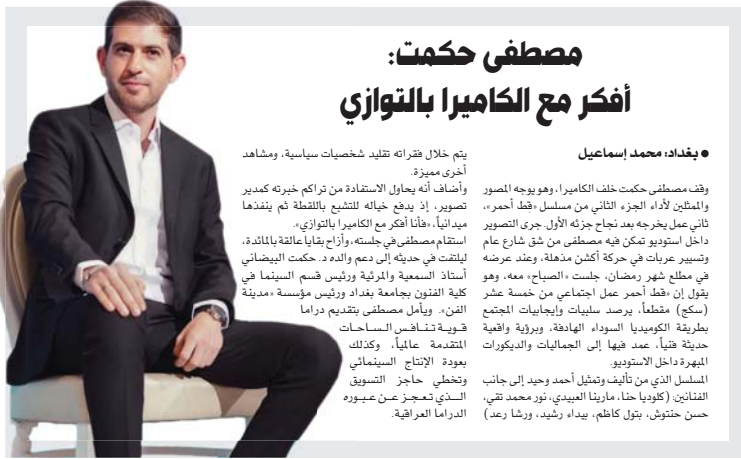 مصطفى حكمت:
أفكر مع الكاميرا بالتوازي
● بغداد: محمد إسماعيل
وقف مصطفى حكمت خلف الكاميرا، وهو يوجه المصور
والممثلين لأداء الجزء الثاني من مسلسل «قط أحمر»،
ثاني عمل يخرجه بعد نجاح جزئه الأول. جرى التصوير
داخل استوديو تمكن فيه مصطفى من شق شارع عام
وتسيير عربات في حركة أكشن مذهلة، وعند عرضه
في مطلع شهر رمضان، جلست «الصباح» معه، وهو
يقول إن «قط أحمر عمل اجتماعي من خمسة عشر
(سكج) مقطعاً، يرصد سلبيات وإيجابيات المجتمع
بطريقة الكوميديا السوداء الهادفة، وبرؤية واقعية
حديثة فنياً، عمد فيها إلى الجماليات والديكورات
المبهرة داخل الاستوديو.
المسلسل الذي من تأليف وتمثيل أحمد وحيد إلى جانب
الفنانين: (كلوديا حنا، مارينا العبيدي، نور محمد تقي،
حسن حنتوش، بتول كاظم، بيداء رشيد، ورشا رعد)
يتم خلال فقراته تقليد شخصيات سياسية، ومشاهد
أخرى مميزة.
وأضاف أنه يحاول الاستفادة من تراكم خبرته كمدير
تصوير، إذ يدفع خياله للتشبع باللقطة ثم ينفذها
ميدانياً، «فأنا أفكر مع الكاميرا بالتوازي».
استقام مصطفى في جلسته، وأزاح بقايا عالقة بالمائدة،
ليلتفت في حديثه إلى دعم والده د. حكمت البيضاني
أستاذ السمعية والمرئية ورئيس قسم السينما في
كلية الفنون بجامعة بغداد ورئيس مؤسسة «مدينة
الفن». ويأمل مصطفى بتقديم دراما
قوية تنافس الساحات
المتقدمة عالمياً، وكذلك
بعودة الإنتاج السينمائي
وتخطي حاجز التسويق
الذي تعجز عن عبوره
الدراما العراقية.